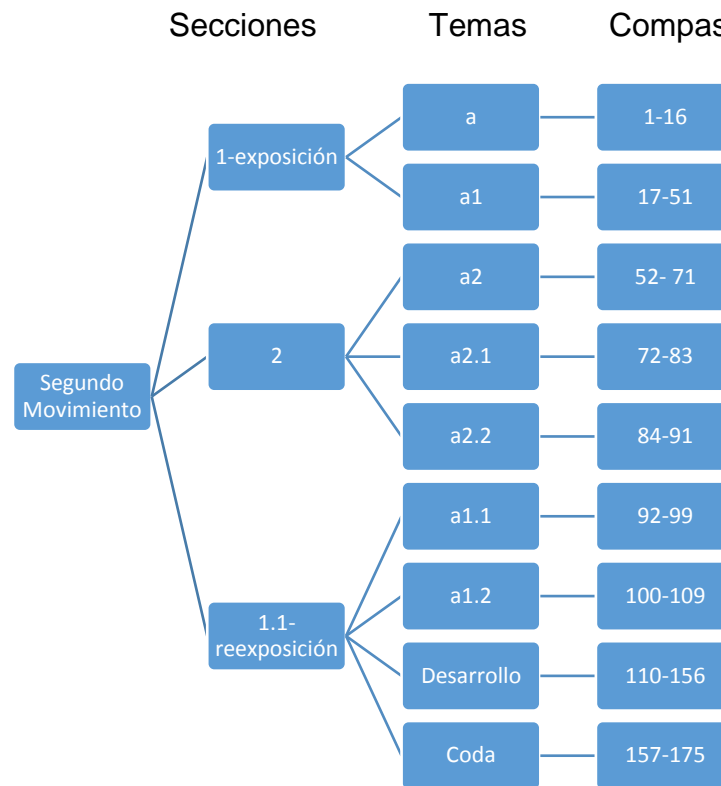 Secciones Temas Compas
a 1-16
1-exposición
a1 17-51
a2 52- 71
2 a2.1 72-83
Segundo
Movimiento
a2.2 84-91
a1.1 92-99
a1.2 100-109
1.1-
reexposición
Desarrollo 110-156
Coda 157-175